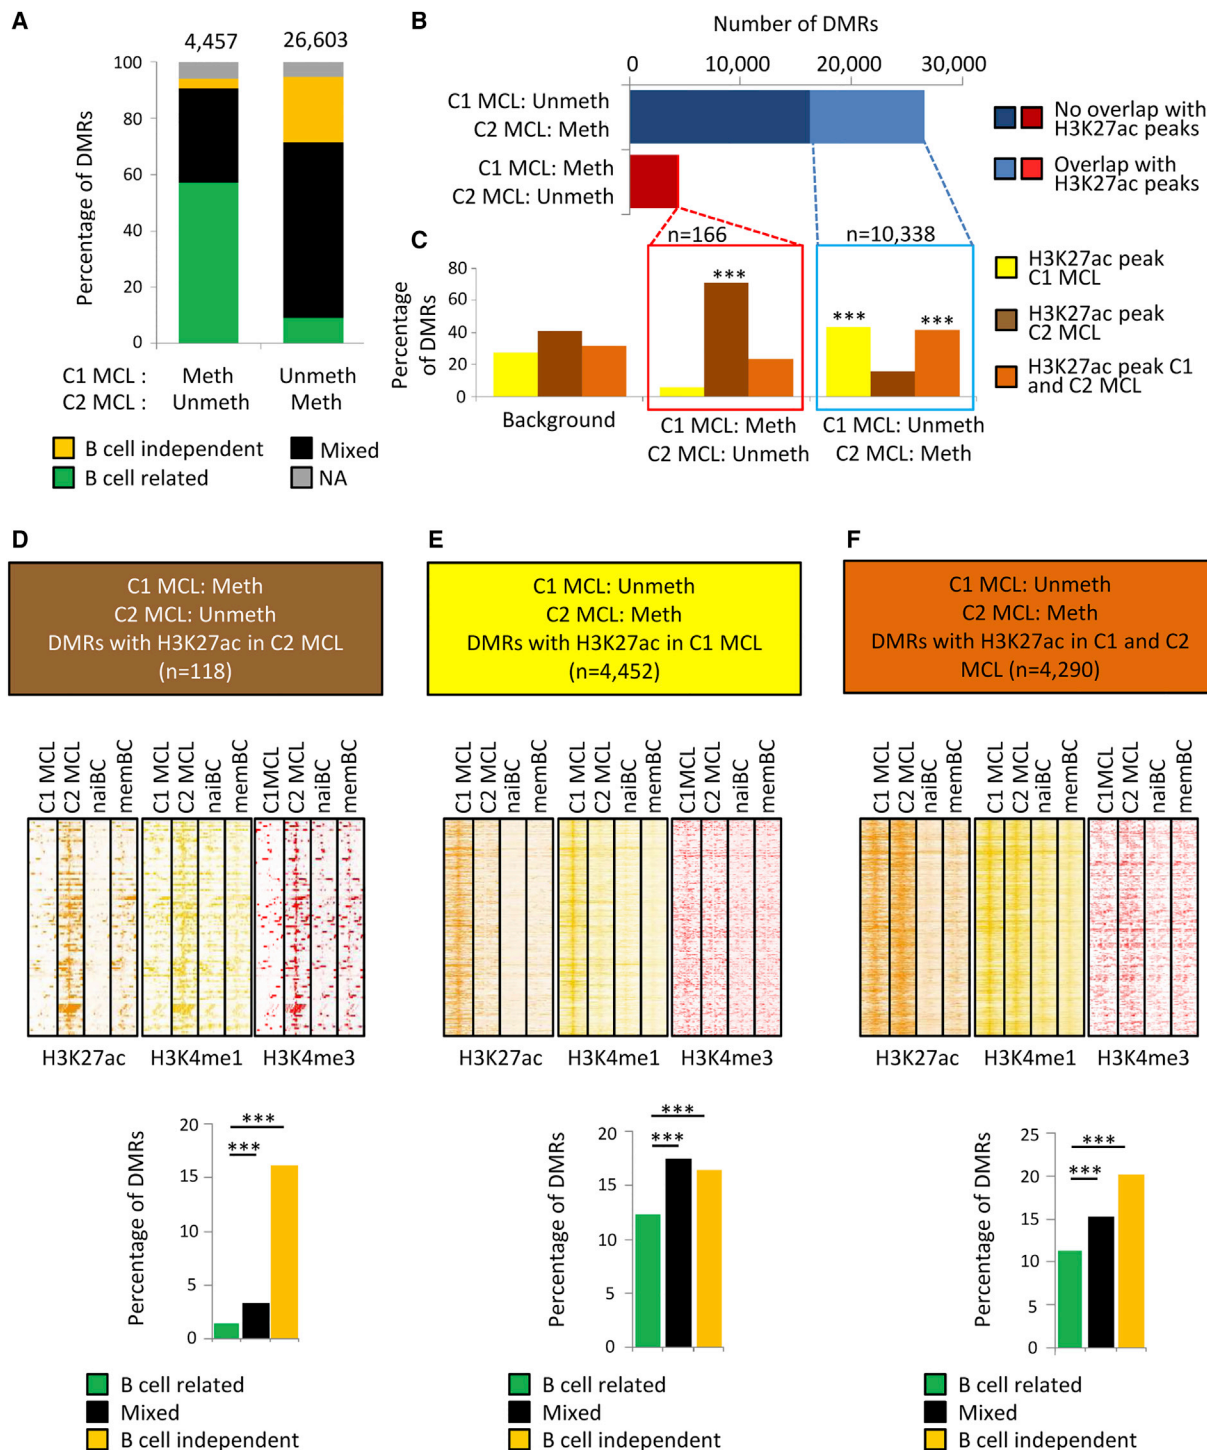 A
4,457 26,603
Percentage of DMRs
100
80
60
40
20
0
C1 MCL : Meth Unmeth
C2 MCL : Unmeth Meth
B cell independent Mixed
B cell related NA
B
Number of DMRs
0 10,000 20,000 30,000
C1 MCL: Unmeth
C2 MCL: Meth
C1 MCL: Meth
C2 MCL: Unmeth
No overlap with
H3K27ac peaks
Overlap with
H3K27ac peaks
C
n=166 n=10,338
Percentage
of DMRs
80
60
40
20
0
*** *** ***
Background
C1 MCL: Meth
C2 MCL: Unmeth
C1 MCL: Unmeth
C2 MCL: Meth
H3K27ac peak
C1 MCL
H3K27ac peak
C2 MCL
H3K27ac peak C1
and C2 MCL
D
C1 MCL: Meth
C2 MCL: Unmeth
DMRs with H3K27ac in C2 MCL
(n=118)
C1 MCL C2 MCL naiBC memBC C1 MCL C2 MCL naiBC memBC C1MCL C2 MCL naiBC memBC
H3K27ac H3K4me1 H3K4me3
Percentage of DMRs
20
15
10
5
0
***
***
B cell related
Mixed
B cell independent
E
C1 MCL: Unmeth
C2 MCL: Meth
DMRs with H3K27ac in C1 MCL
(n=4,452)
C1 MCL C2 MCL naiBC memBC C1 MCL C2 MCL naiBC memBC C1MCL C2 MCL naiBC memBC
H3K27ac H3K4me1 H3K4me3
Percentage of DMRs
20
15
10
5
0
***
***
B cell related
Mixed
B cell independent
F
C1 MCL: Unmeth
C2 MCL: Meth
DMRs with H3K27ac in C1 and C2
MCL (n=4,290)
C1 MCL C2 MCL naiBC memBC C1 MCL C2 MCL naiBC memBC C1MCL C2 MCL naiBC memBC
H3K27ac H3K4me1 H3K4me3
Percentage of DMRs
25
20
15
10
5
0
***
***
B cell related
Mixed
B cell independent